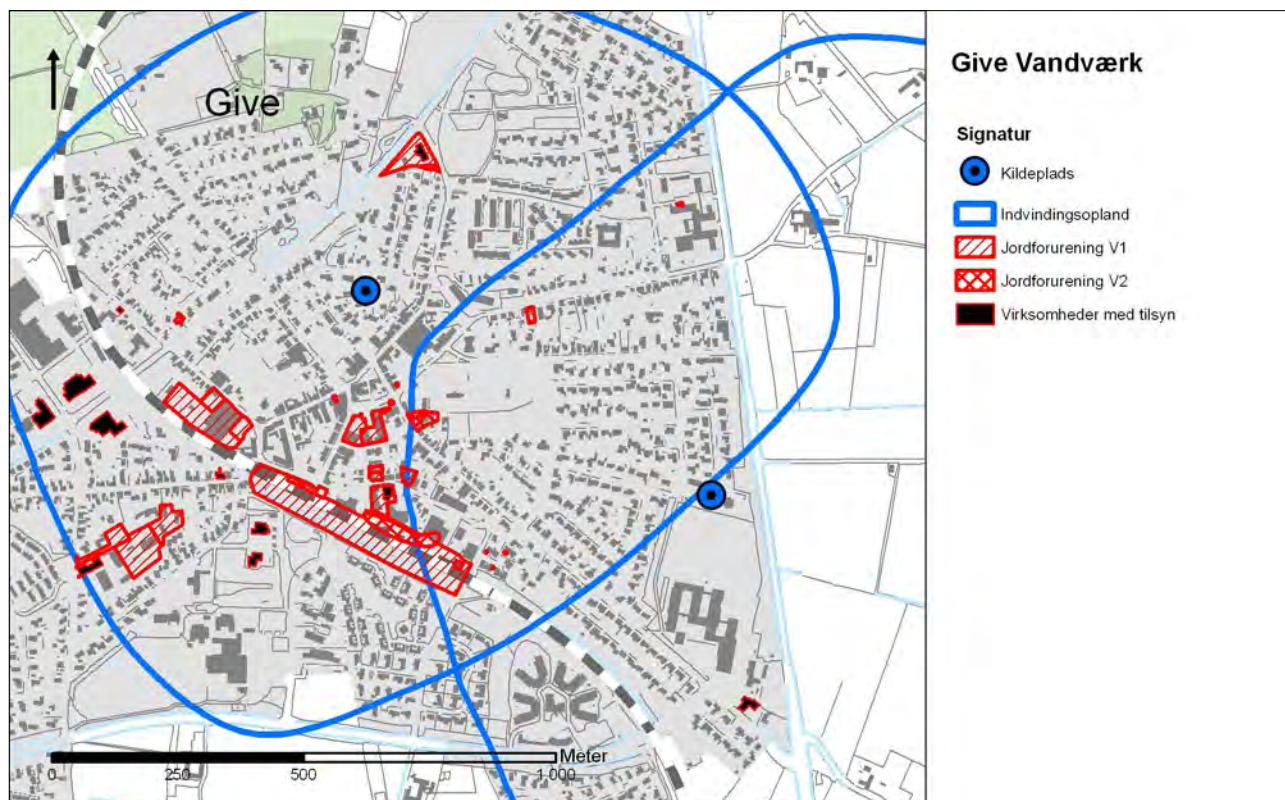 Give
Give Vandværk
Signatur
Kildeplads
Indvindingsopland
Jordforurening V1
Jordforurening V2
Virksomheder med tilsyn
Meter
0 250 500 1 000